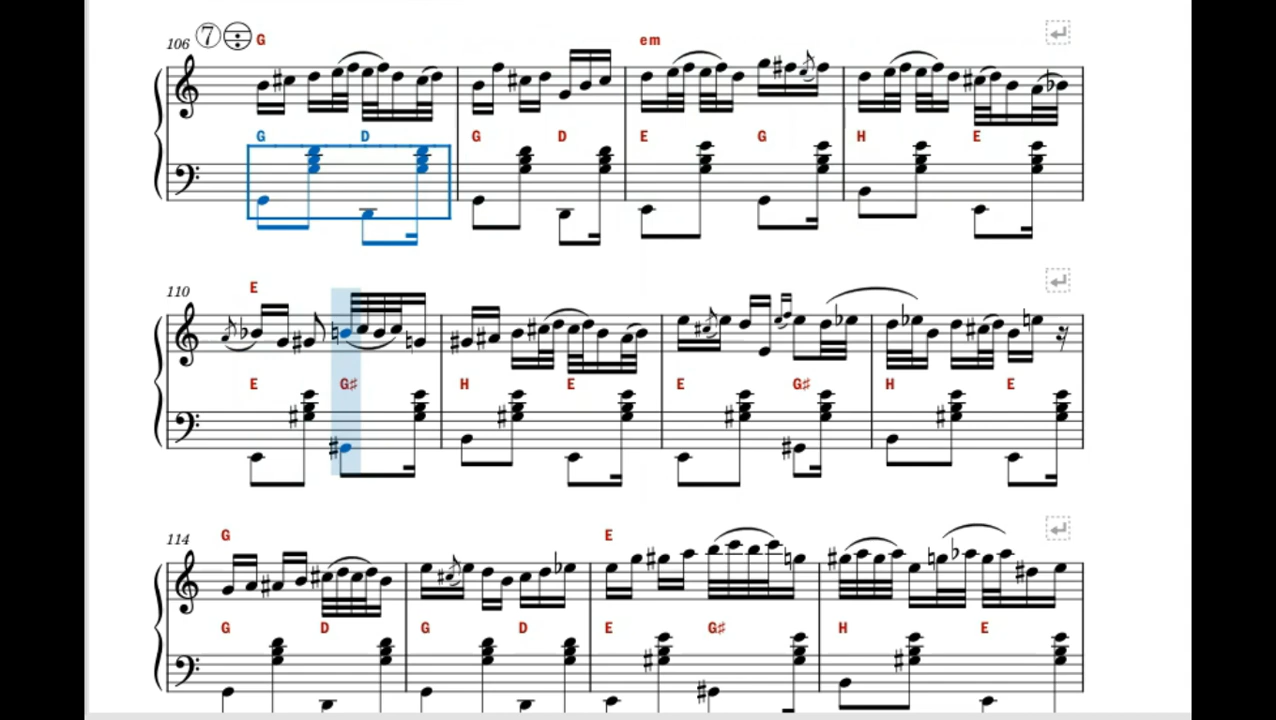 106 7 G em
G D G D E G H E
110 E
E G♯ H E E G♯ H E
114 G E
G D G D E G♯ H E